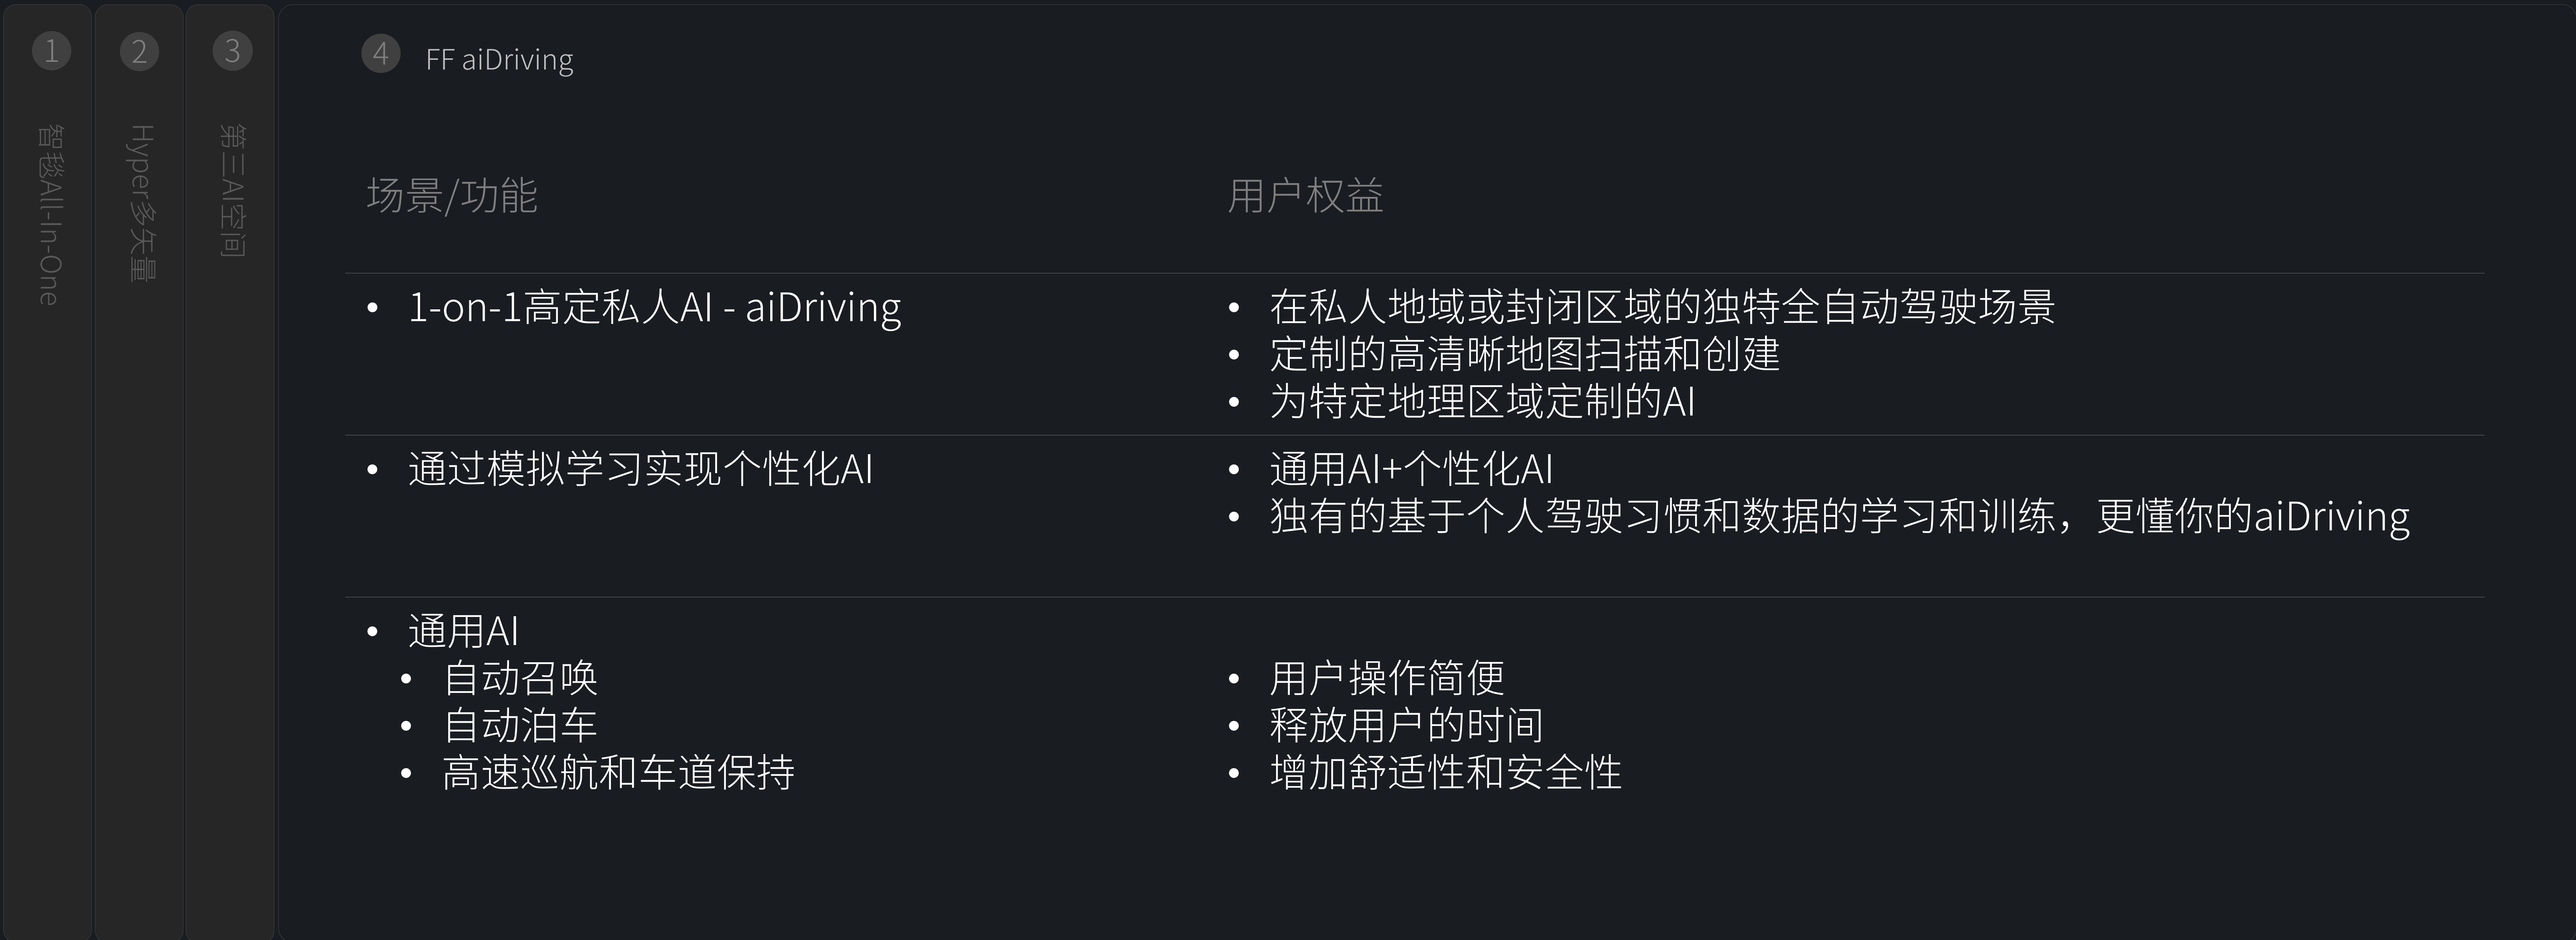 1
智毯All-In-One
2
Hyper多矢量
3
第三AI空间
4
FF aiDriving
场景/功能
用户权益
• 1-on-1高定私人AI - aiDriving
• 在私人地域或封闭区域的独特全自动驾驶场景
• 定制的高清晰地图扫描和创建
• 为特定地理区域定制的AI
• 通过模拟学习实现个性化AI
• 通用AI+个性化AI
• 独有的基于个人驾驶习惯和数据的学习和训练，更懂你的aiDriving
• 通用AI
• 自动召唤
• 自动泊车
• 高速巡航和车道保持
• 用户操作简便
• 释放用户的时间
• 增加舒适性和安全性